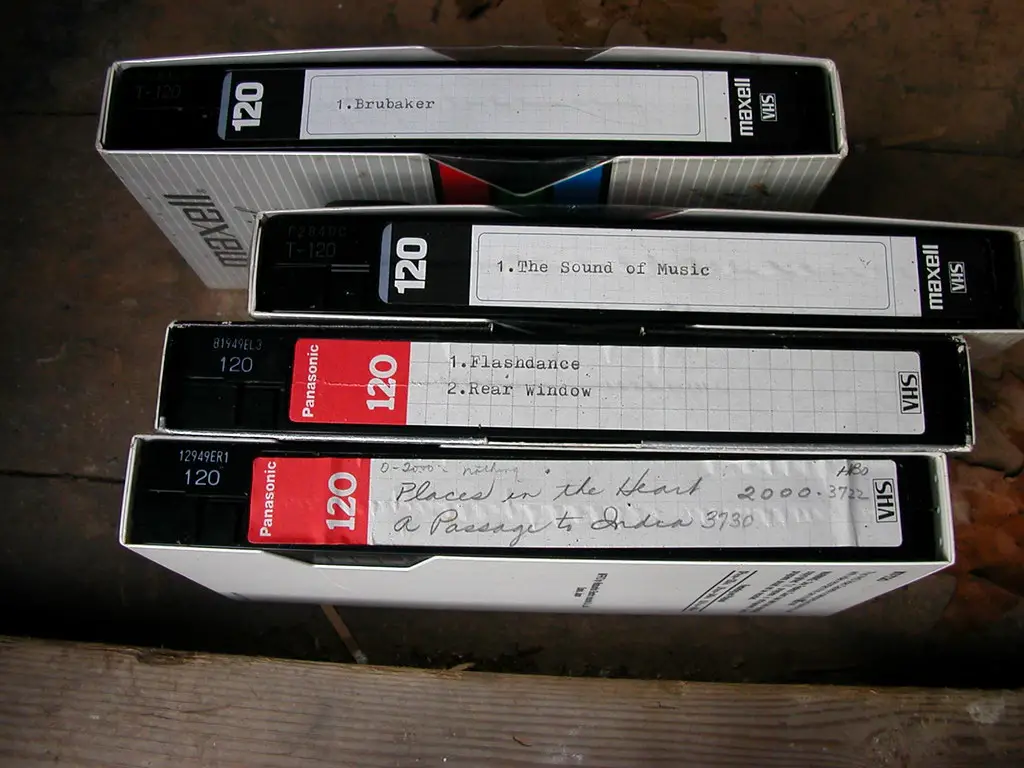 T-120
120
1.Brubaker
maxell
VHS
maxell
T-120
120
1.The Sound of Music
maxell
VHS
81949EL3
120
Panasonic
120
1.Flashdance
2.Rear Window
VHS
12949ER1
120
Panasonic
120
0-2000 nothing
HBO
Places in the Heart 2000-3722
A Passage to India 3730
VHS